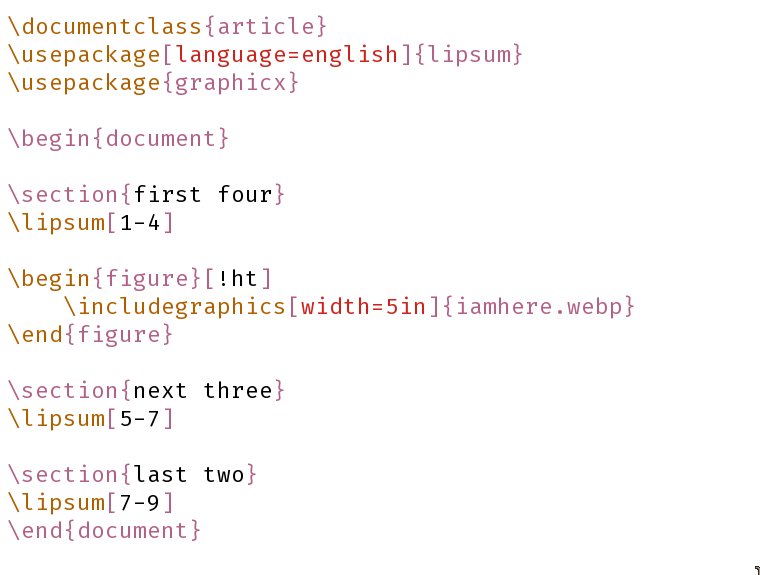 \documentclass{article}
\usepackage[language=english]{lipsum}
\usepackage{graphicx}
\begin{document}
\section{first four}
\lipsum[1-4]
\begin{figure}[!ht]
    \includegraphics[width=5in]{iamhere.webp}
\end{figure}
\section{next three}
\lipsum[5-7]
\section{last two}
\lipsum[7-9]
\end{document}